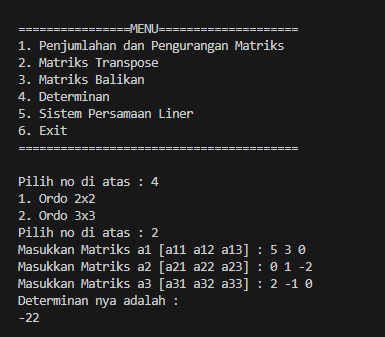 ================MENU====================
1. Penjumlahan dan Pengurangan Matriks
2. Matriks Transpose
3. Matriks Balikan
4. Determinan
5. Sistem Persamaan Liner
6. Exit
========================================
Pilih no di atas : 4
1. Ordo 2x2
2. Ordo 3x3
Pilih no di atas : 2
Masukkan Matriks a1 [a11 a12 a13] : 5 3 0
Masukkan Matriks a2 [a21 a22 a23] : 0 1 -2
Masukkan Matriks a3 [a31 a32 a33] : 2 -1 0
Determinan nya adalah :
-22